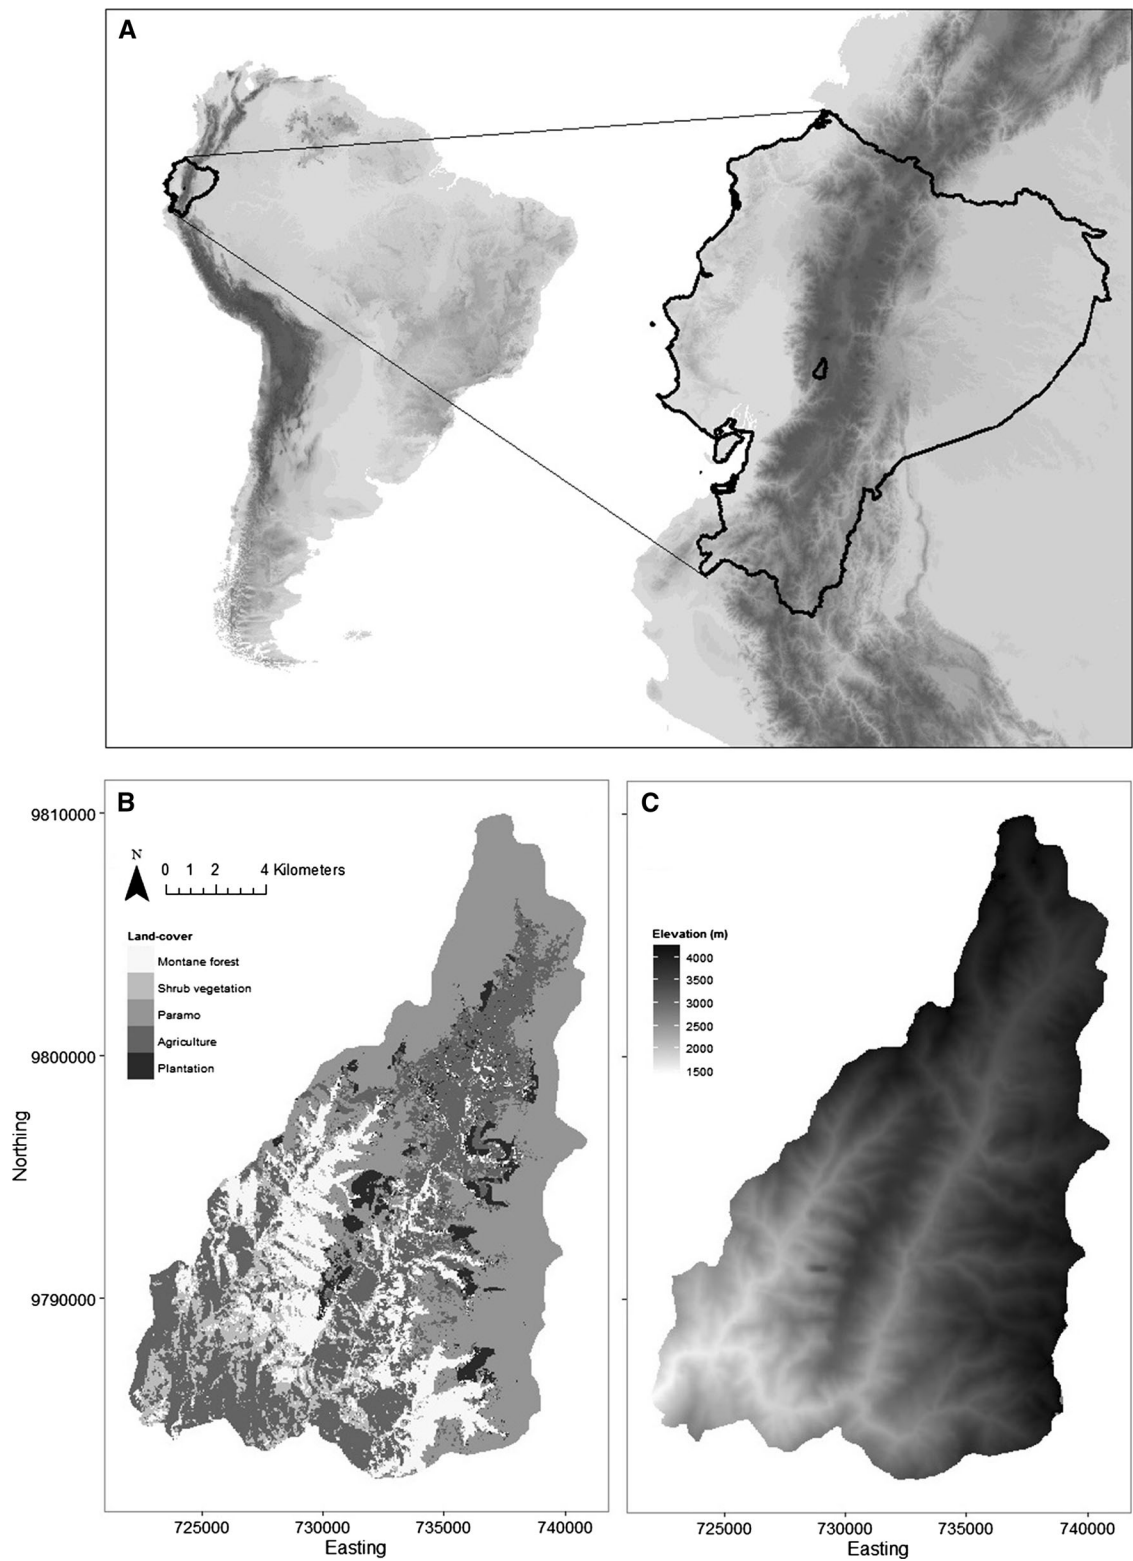 A
B
N
0 1 2 4 Kilometers
Land-cover
Montane forest
Shrub vegetation
Paramo
Agriculture
Plantation
9810000
9800000
9790000
Northing
725000 730000 735000 740000
Easting
C
Elevation (m)
4000
3500
3000
2500
2000
1500
725000 730000 735000 740000
Easting